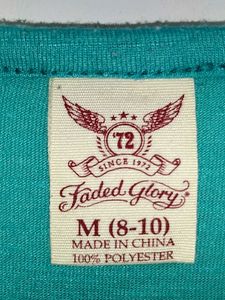 '72
SINCE 1972
Faded Glory
M (8-10)
MADE IN CHINA
100% POLYESTER